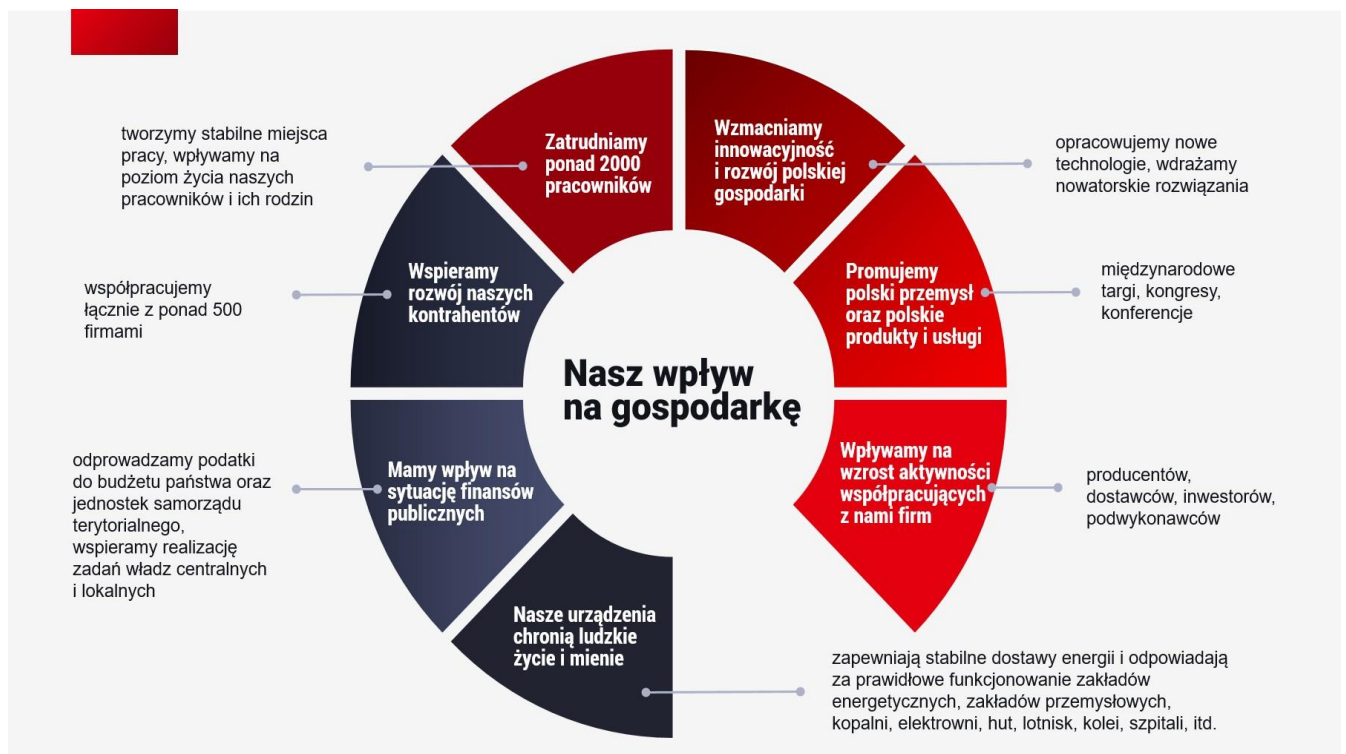 Nasz wpływ
na gospodarkę
Zatrudniamy
ponad 2000
pracowników
tworzymy stabilne miejsca
pracy, wpływamy na
poziom życia naszych
pracowników i ich rodzin
Wzmacniamy
innowacyjność
i rozwój polskiej
gospodarki
opracowujemy nowe
technologie, wdrażamy
nowatorskie rozwiązania
Wspieramy
rozwój naszych
kontrahentów
współpracujemy
łącznie z ponad 500
firmami
Promujemy
polski przemysł
oraz polskie
produkty i usługi
międzynarodowe
targi, kongresy,
konferencje
Mamy wpływ na
sytuację finansów
publicznych
odprowadzamy podatki
do budżetu państwa oraz
jednostek samorządu
terytorialnego,
wspieramy realizację
zadań władz centralnych
i lokalnych
Wpływamy na
wzrost aktywności
współpracujących
z nami firm
producentów,
dostawców, inwestorów,
podwykonawców
Nasze urządzenia
chronią ludzkie
życie i mienie
zapewniają stabilne dostawy energii i odpowiadają
za prawidłowe funkcjonowanie zakładów
energetycznych, zakładów przemysłowych,
kopalni, elektrowni, hut, lotnisk, kolei, szpitali, itd.